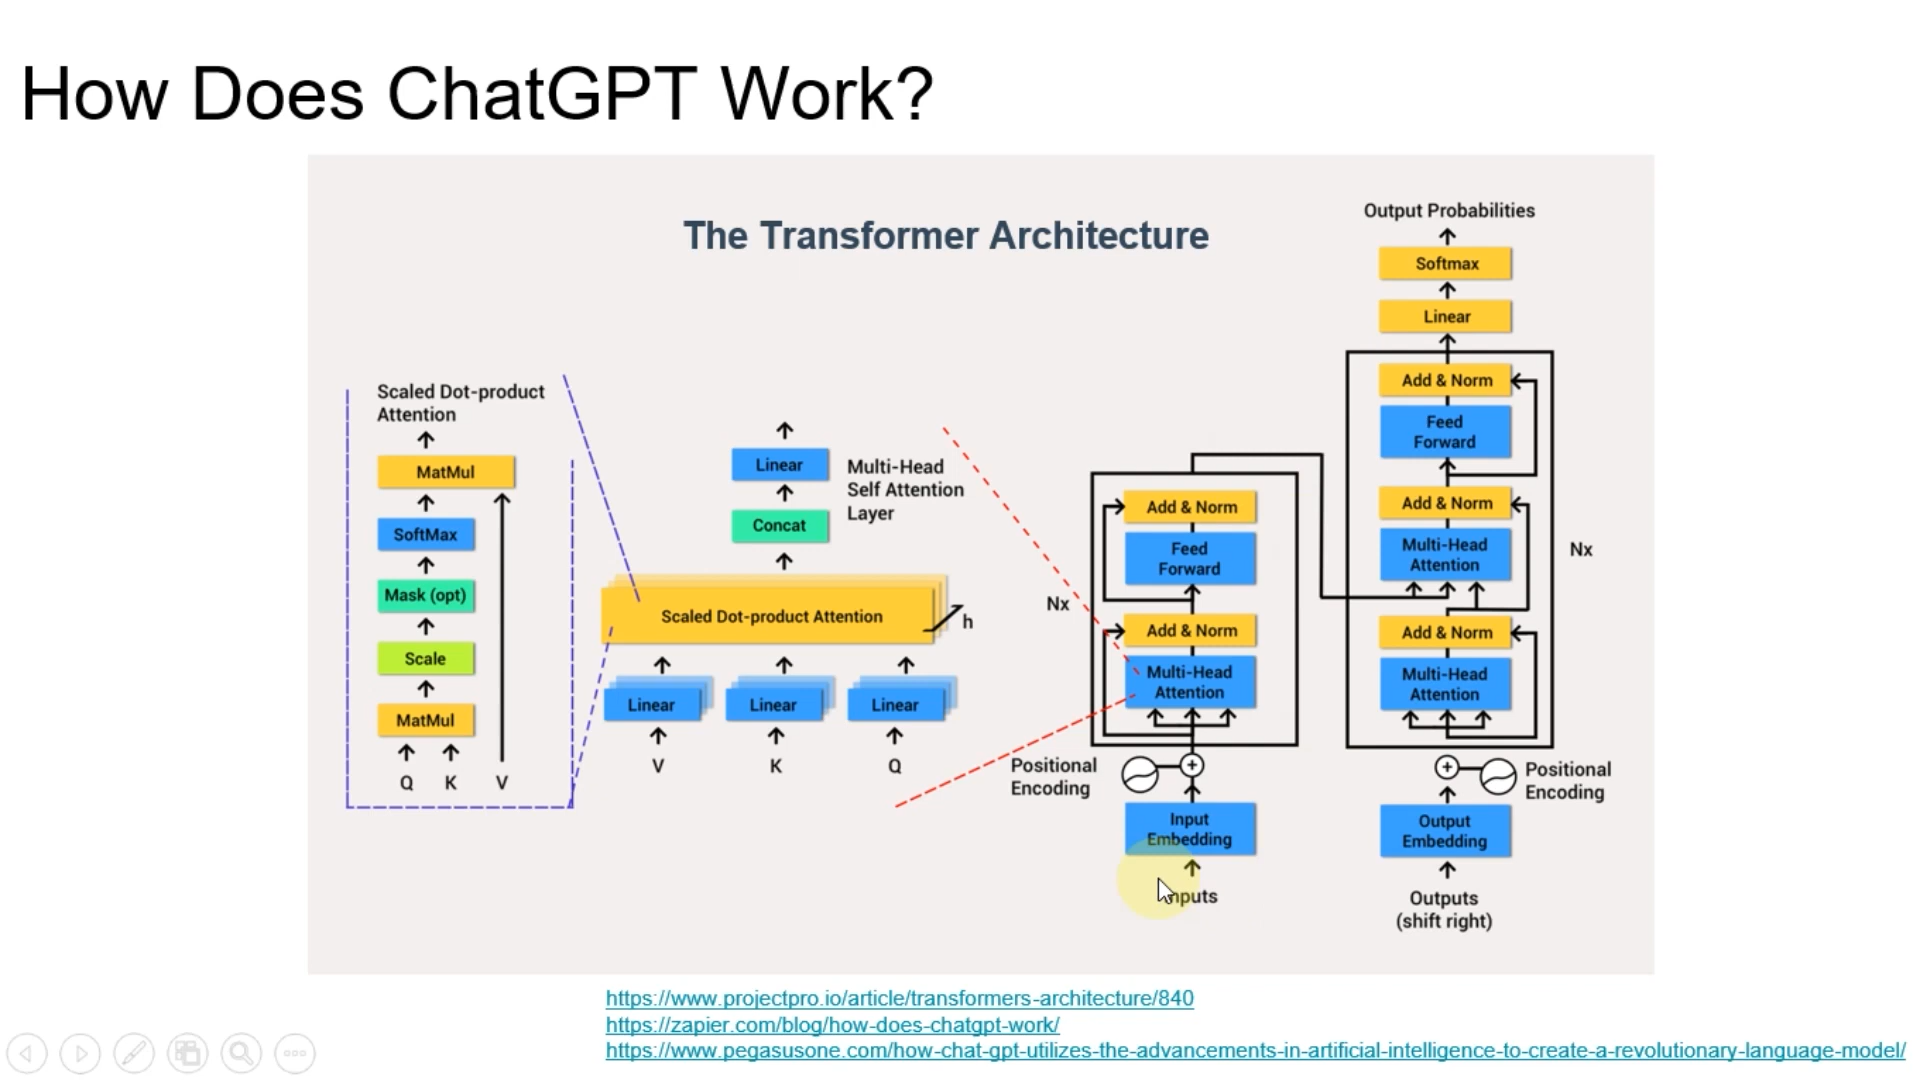 How Does ChatGPT Work?
The Transformer Architecture
Scaled Dot-product
Attention
MatMul
SoftMax
Mask (opt)
Scale
MatMul
Q K V
Linear
Multi-Head
Self Attention
Layer
Concat
Scaled Dot-product Attention
h
Linear Linear Linear
V K Q
Nx
Add & Norm
Feed
Forward
Add & Norm
Multi-Head
Attention
Positional
Encoding
+
Input
Embedding
nputs
Output Probabilities
Softmax
Linear
Add & Norm
Feed
Forward
Add & Norm
Multi-Head
Attention
Nx
Add & Norm
Multi-Head
Attention
+
Positional
Encoding
Output
Embedding
Outputs
(shift right)
https://www.projectpro.io/article/transformers-architecture/840
https://zapier.com/blog/how-does-chatgpt-work/
https://www.pegasusone.com/how-chat-gpt-utilizes-the-advancements-in-artificial-intelligence-to-create-a-revolutionary-language-model/